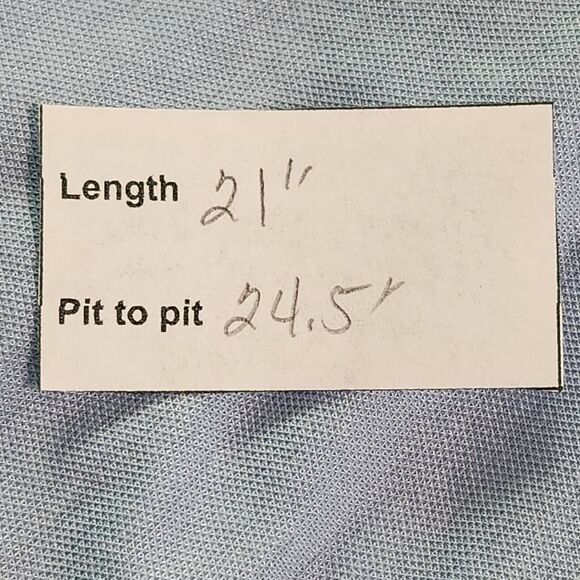 Length 21"
Pit to pit 24.5"